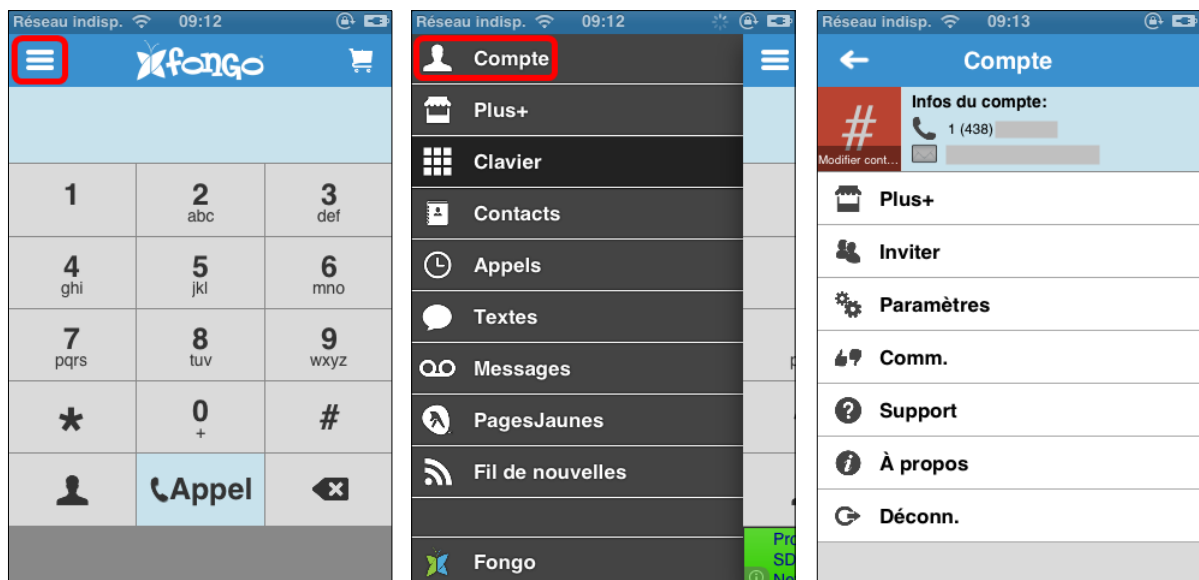 Réseau indisp. 09:12
fongo
1
2
abc
3
def
4
ghi
5
jkl
6
mno
7
pqrs
8
tuv
9
wxyz
*
0
+
#
Appel
Réseau indisp. 09:12
Compte
Plus+
Clavier
Contacts
Appels
Textes
Messages
PagesJaunes
Fil de nouvelles
Fongo
Réseau indisp. 09:13
Compte
#
Modifier cont...
Infos du compte:
1 (438)
Plus+
Inviter
Paramètres
Comm.
Support
À propos
Déconn.